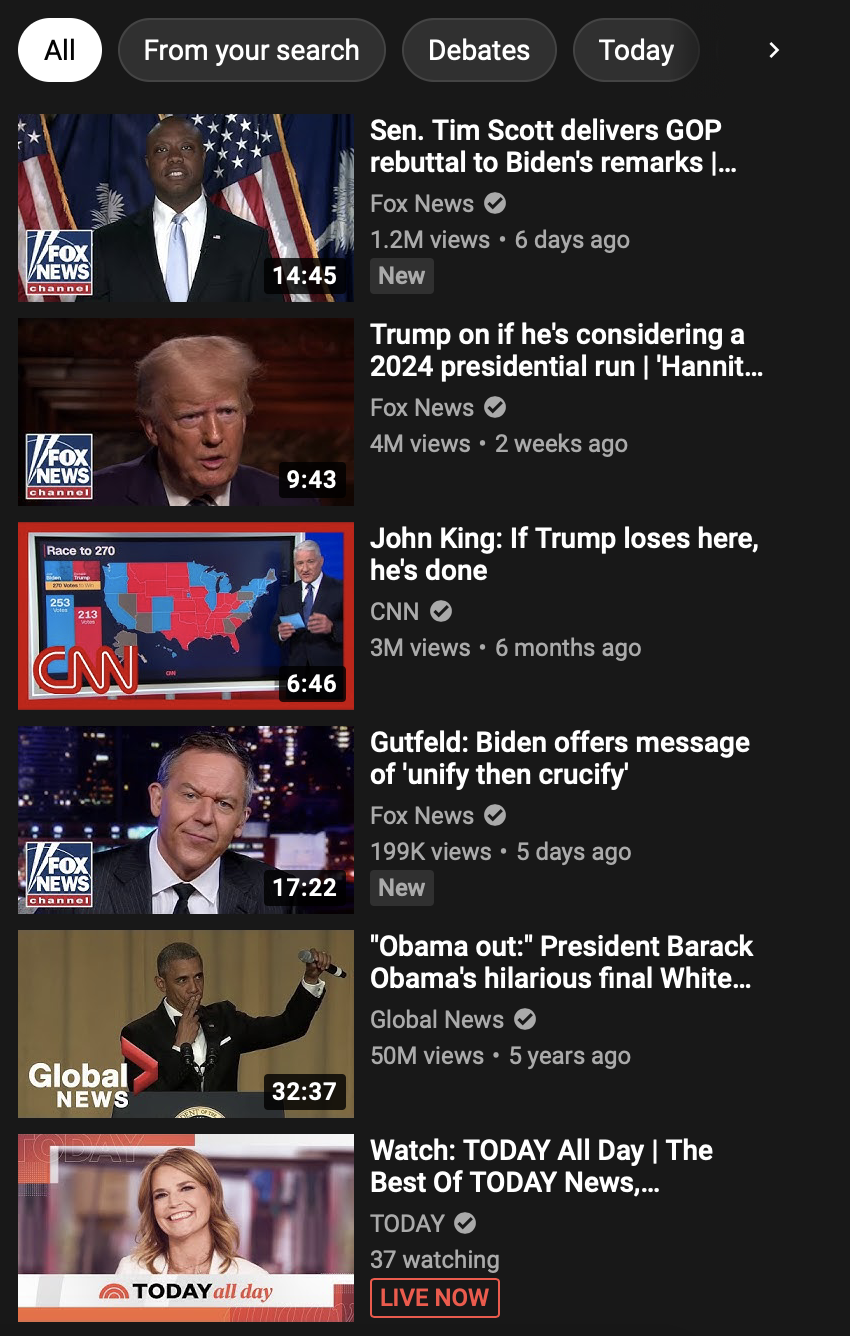 All
From your search
Debates
Today
Sen. Tim Scott delivers GOP
rebuttal to Biden's remarks |...
Fox News
1.2M views • 6 days ago
New
FOX
NEWS
channel
14:45
Trump on if he's considering a
2024 presidential run | 'Hannit...
Fox News
4M views • 2 weeks ago
FOX
NEWS
channel
9:43
John King: If Trump loses here,
he's done
CNN
3M views • 6 months ago
Race to 270
Biden
Trump
270 Votes to Win
253
Votes
213
Votes
CNN
CNN
6:46
Gutfeld: Biden offers message
of 'unify then crucify'
Fox News
199K views • 5 days ago
New
FOX
NEWS
channel
17:22
"Obama out:" President Barack
Obama's hilarious final White...
Global News
50M views • 5 years ago
Global
NEWS
32:37
Watch: TODAY All Day | The
Best Of TODAY News,...
TODAY
37 watching
LIVE NOW
TODAY
TODAY all day